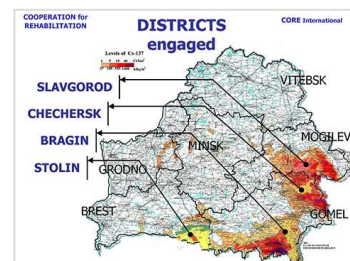 COOPERATION for
REHABILITATION
DISTRICTS
engaged
CORE International
Levels of Cs-137
SLAVGOROD
CHECHERSK
BRAGIN
STOLIN
VITEBSK
MOGILEV
MINSK
GRODNO
BREST
GOMEL